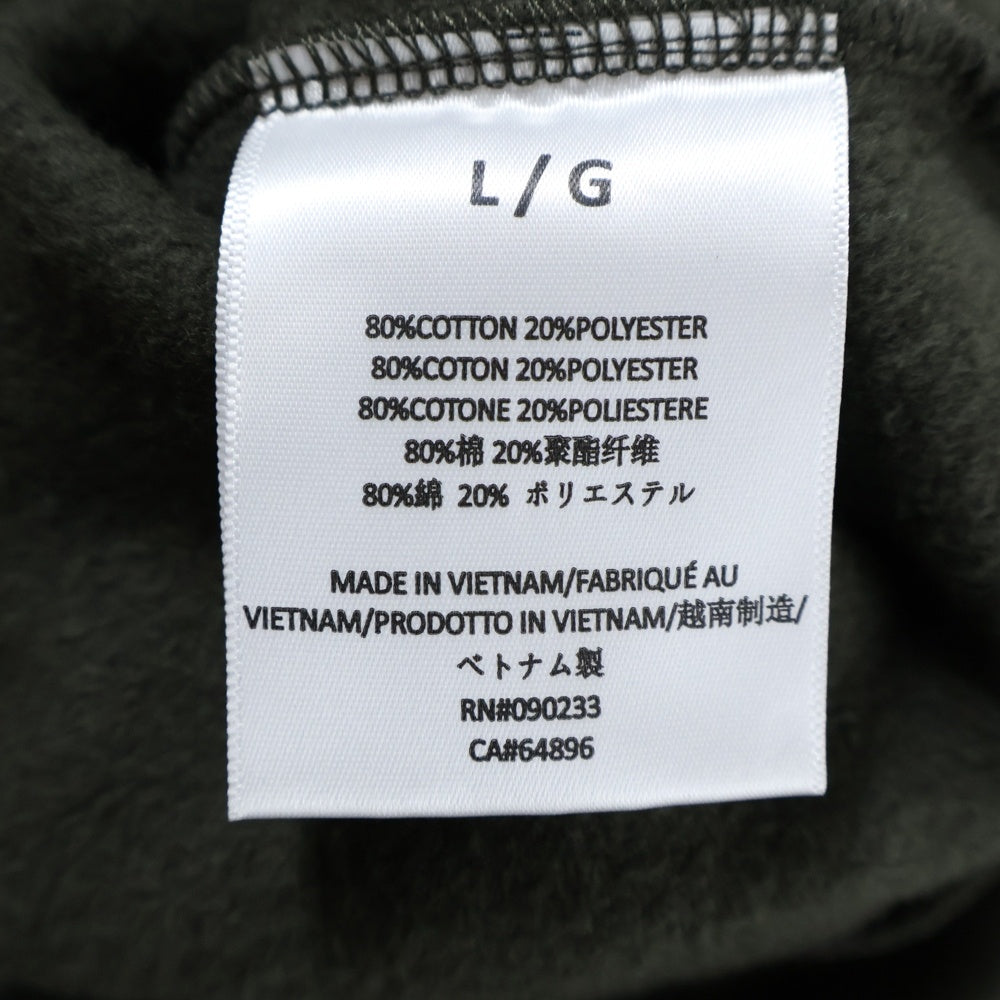 L / G
80%COTTON 20%POLYESTER
80%COTON 20%POLYESTER
80%COTONE 20%POLIESTERE
80%棉 20%聚酯纤维
80%綿 20% ポリエステル
MADE IN VIETNAM/FABRIQUÉ AU
VIETNAM/PRODOTTO IN VIETNAM/越南制造/
ベトナム製
RN#090233
CA#64896